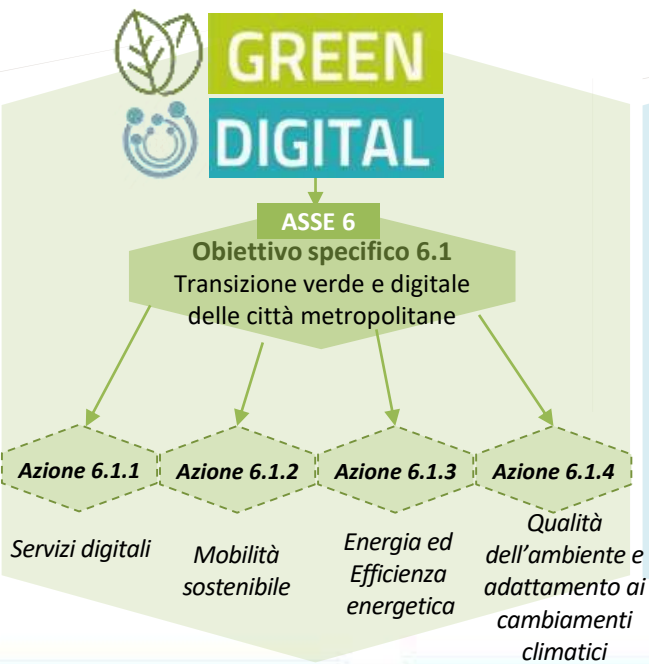 GREEN
DIGITAL
ASSE 6
Obiettivo specifico 6.1
Transizione verde e digitale
delle città metropolitane
Azione 6.1.1
Azione 6.1.2
Azione 6.1.3
Azione 6.1.4
Servizi digitali
Mobilità
sostenibile
Energia ed
Efficienza
energetica
Qualità
dell'ambiente e
adattamento ai
cambiamenti
climatici